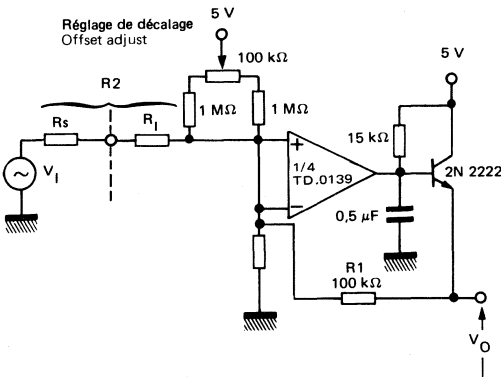 Réglage de décalage
Offset adjust
5 V
100 kΩ
R2
1 MΩ
1 MΩ
5 V
Rs
RI
15 kΩ
VI
+
1/4
TD.0139
−
2N 2222
0,5 µF
R1
100 kΩ
VO